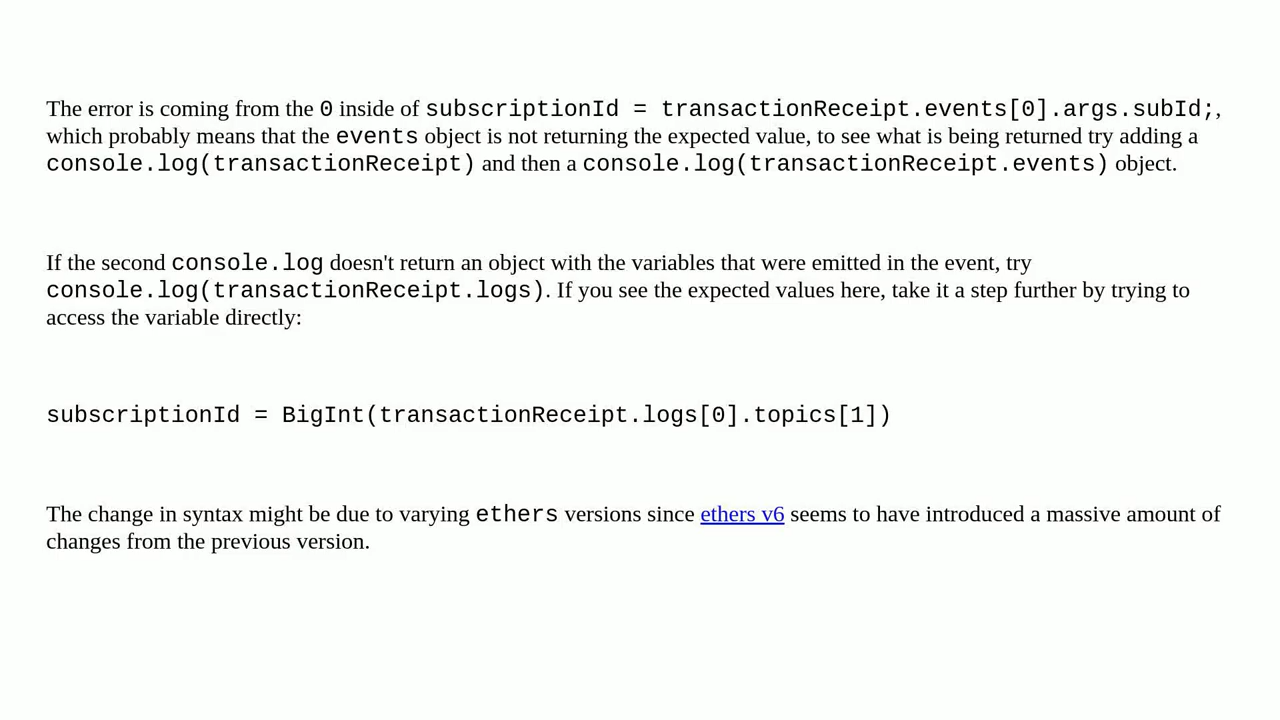 The error is coming from the 0 inside of subscriptionId = transactionReceipt.events[0].args.subId;,
which probably means that the events object is not returning the expected value, to see what is being returned try adding a
console.log(transactionReceipt) and then a console.log(transactionReceipt.events) object.
If the second console.log doesn't return an object with the variables that were emitted in the event, try
console.log(transactionReceipt.logs). If you see the expected values here, take it a step further by trying to
access the variable directly:
subscriptionId = BigInt(transactionReceipt.logs[0].topics[1])
The change in syntax might be due to varying ethers versions since ethers v6 seems to have introduced a massive amount of
changes from the previous version.